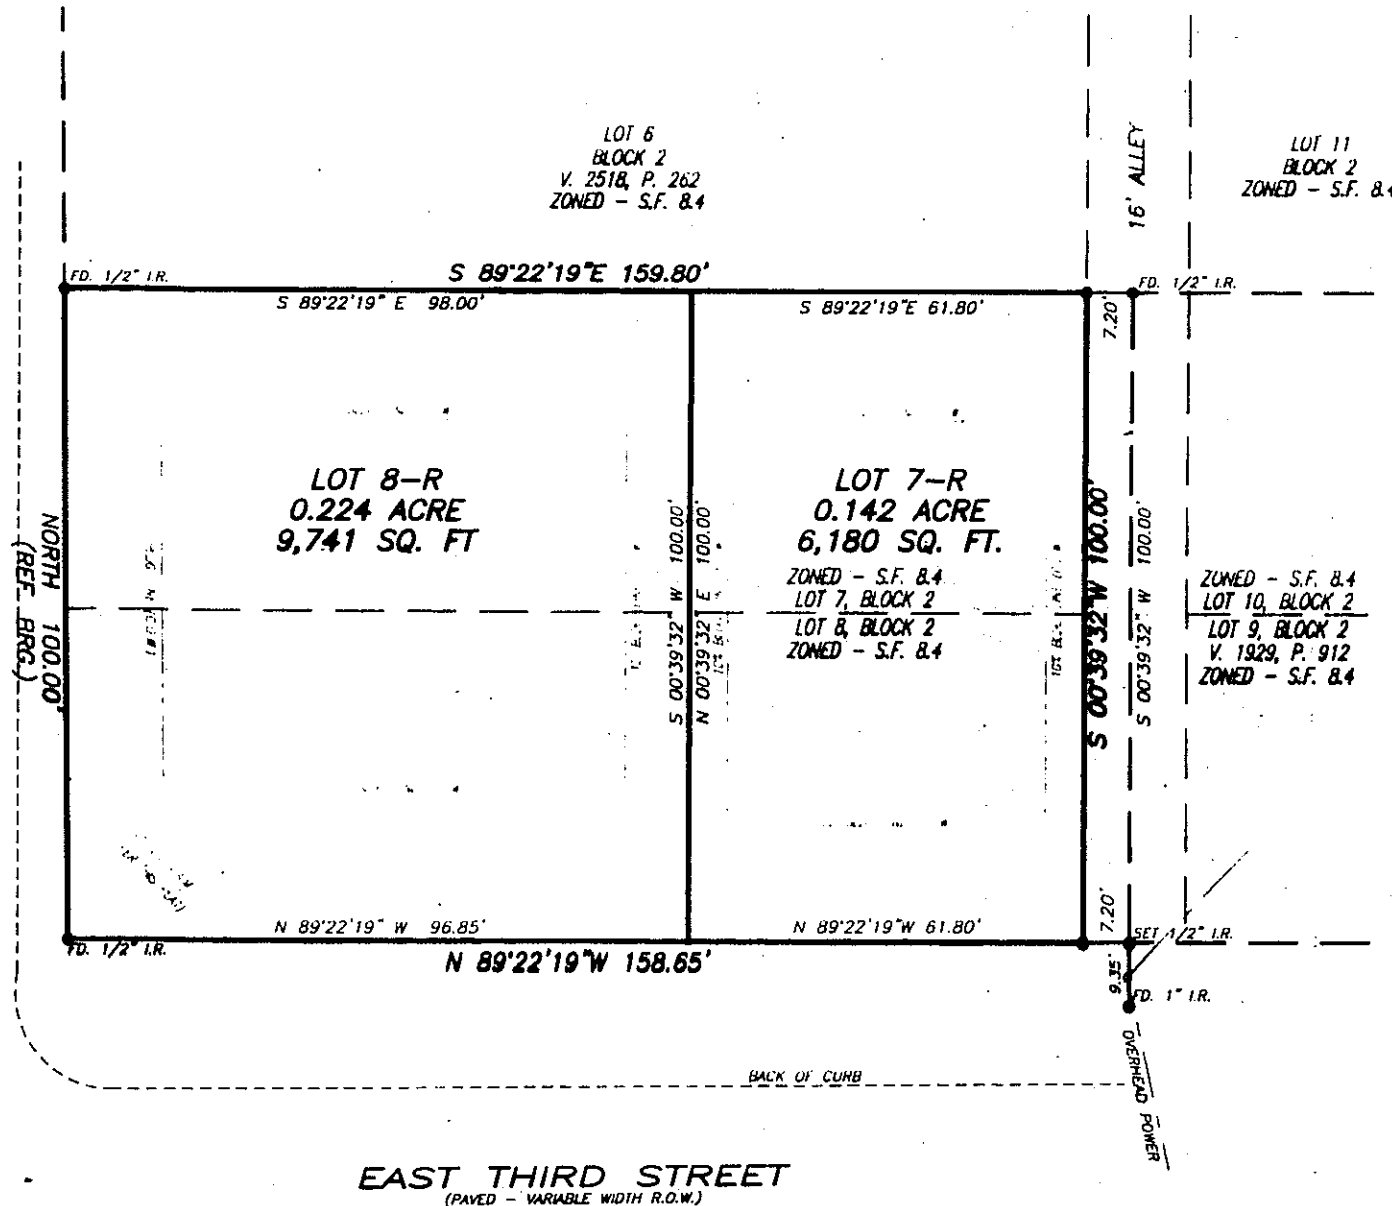 LOT 6
BLOCK 2
V. 2518, P. 262
ZONED - S.F. 8.4
16' ALLEY
LOT 11
BLOCK 2
ZONED - S.F. 8.4
FD. 1/2" I.R.
S 89°22'19"E 159.80'
FD. 1/2" I.R.
S 89°22'19" E 98.00'
S 89°22'19"E 61.80'
7.20'
LOT 8-R
0.224 ACRE
9,741 SQ. FT
LOT 7-R
0.142 ACRE
6,180 SQ. FT.
ZONED - S.F. 8.4
LOT 7, BLOCK 2
LOT 8, BLOCK 2
ZONED - S.F. 8.4
NORTH 100.00'
(REF. BRG.)
S 00°39'32" W 100.00'
N 00°39'32" E 100.00'
S 00°39'32"W 100.00'
S 00°39'32" W 100.00'
ZONED - S.F. 8.4
LOT 10, BLOCK 2
LOT 9, BLOCK 2
V. 1929, P. 912
ZONED - S.F. 8.4
N 89°22'19" W 96.85'
N 89°22'19"W 61.80'
7.20'
FD. 1/2" I.R.
N 89°22'19"W 158.65'
SET 1/2" I.R.
9.35'
FD. 1" I.R.
OVERHEAD POWER
BACK OF CURB
EAST THIRD STREET
(PAVED - VARIABLE WIDTH R.O.W.)